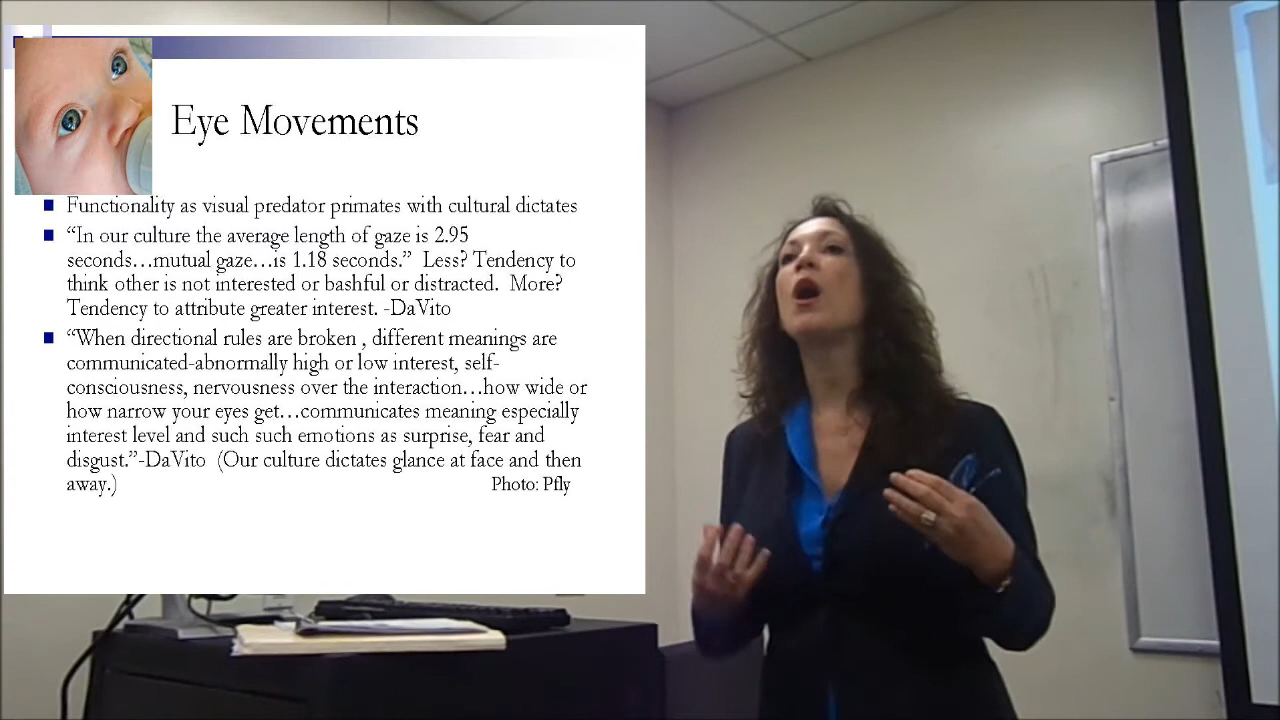 Eye Movements
Functionality as visual predator primates with cultural dictates
“In our culture the average length of gaze is 2.95
seconds…mutual gaze…is 1.18 seconds.” Less? Tendency to
think other is not interested or bashful or distracted. More?
Tendency to attribute greater interest. -DaVito
“When directional rules are broken , different meanings are
communicated-abnormally high or low interest, self-
consciousness, nervousness over the interaction…how wide or
how narrow your eyes get…communicates meaning especially
interest level and such such emotions as surprise, fear and
disgust.”-DaVito (Our culture dictates glance at face and then
away.) Photo: Pfly